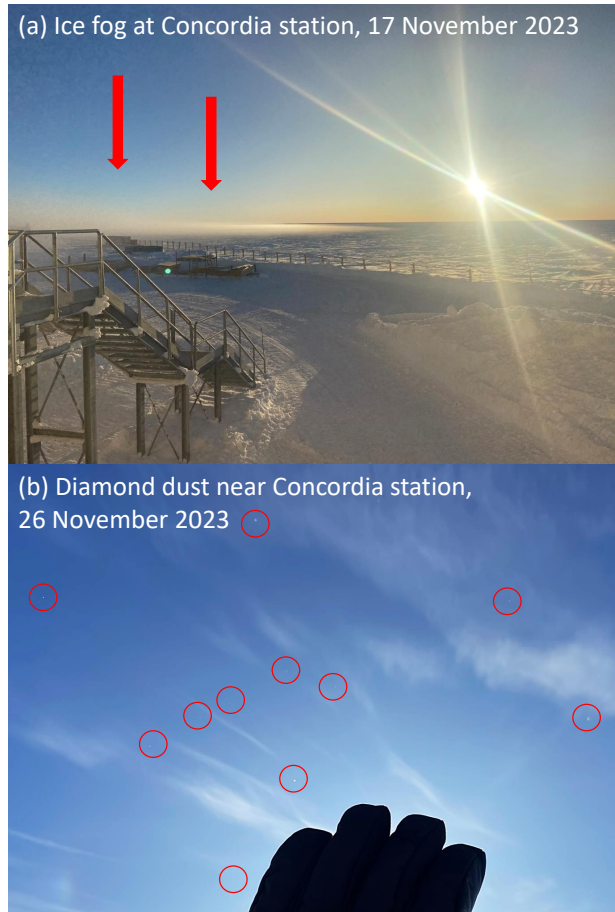 (a) Ice fog at Concordia station, 17 November 2023
(b) Diamond dust near Concordia station,
26 November 2023